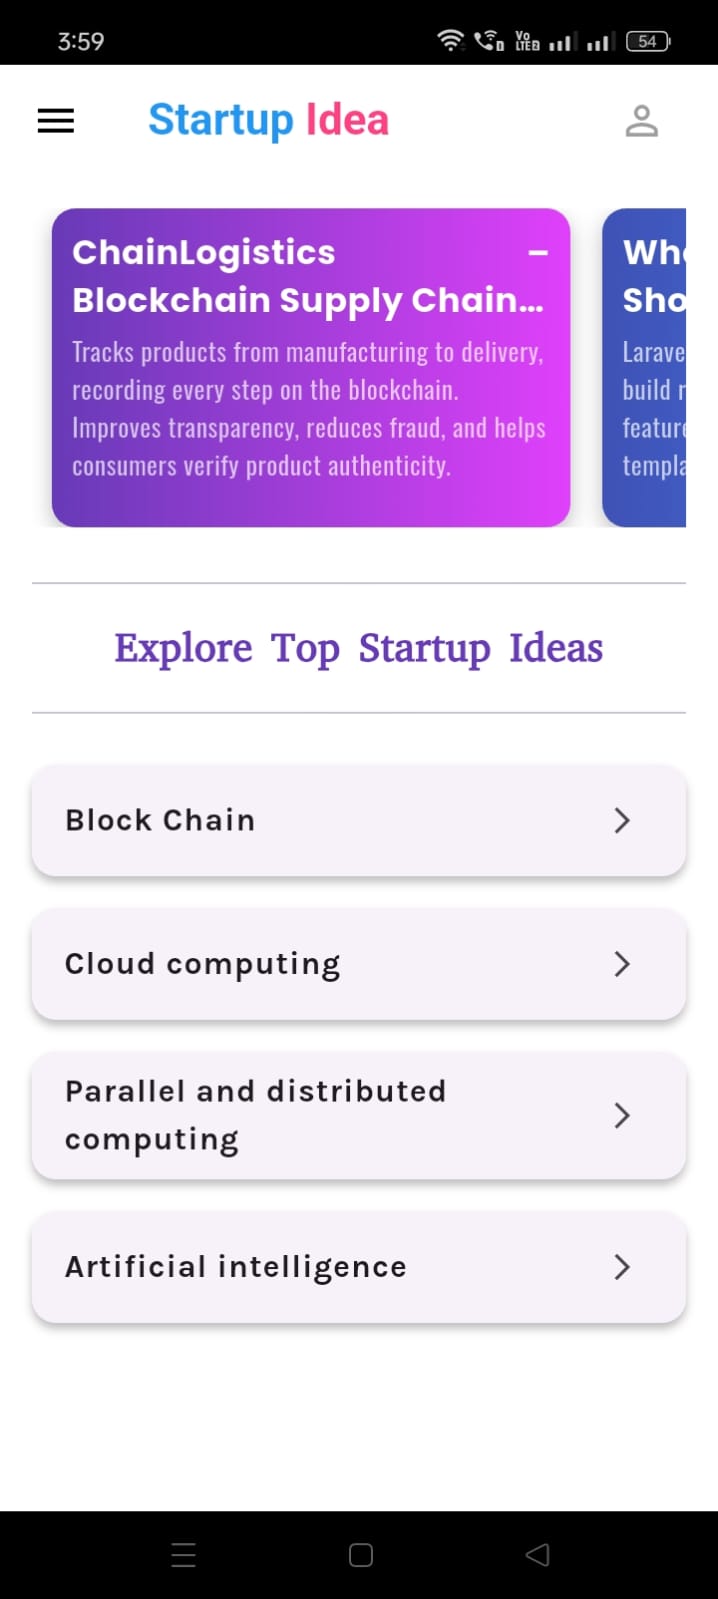 3:59
Vo
LTE2
54
Startup Idea
ChainLogistics –
Blockchain Supply Chain...
Tracks products from manufacturing to delivery,
recording every step on the blockchain.
Improves transparency, reduces fraud, and helps
consumers verify product authenticity.
Sho
Larave
build r
featur
templa
Explore Top Startup Ideas
Block Chain
Cloud computing
Parallel and distributed
computing
Artificial intelligence